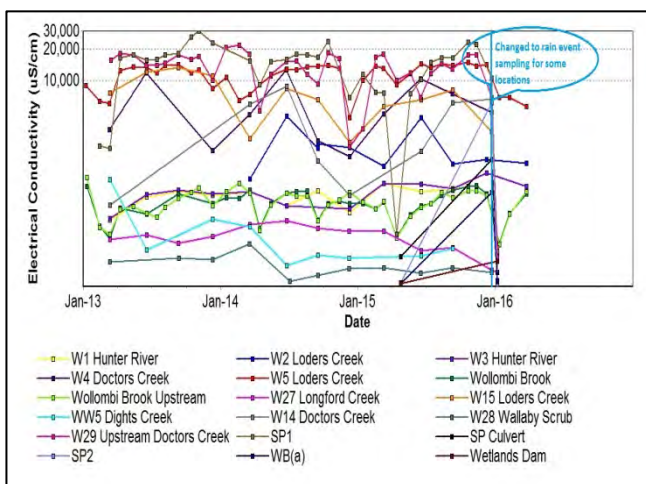 30,000
20,000
10,000
Electrical Conductivity (uS/cm)
Changed to rain event
sampling for some
locations
Jan-13 Jan-14 Jan-15 Jan-16
Date
W1 Hunter River W2 Loders Creek W3 Hunter River
W4 Doctors Creek W5 Loders Creek Wollombi Brook
Wollombi Brook Upstream W27 Longford Creek W15 Loders Creek
WW5 Dights Creek W14 Doctors Creek W28 Wallaby Scrub
W29 Upstream Doctors Creek SP1 SP Culvert
SP2 WB(a) Wetlands Dam